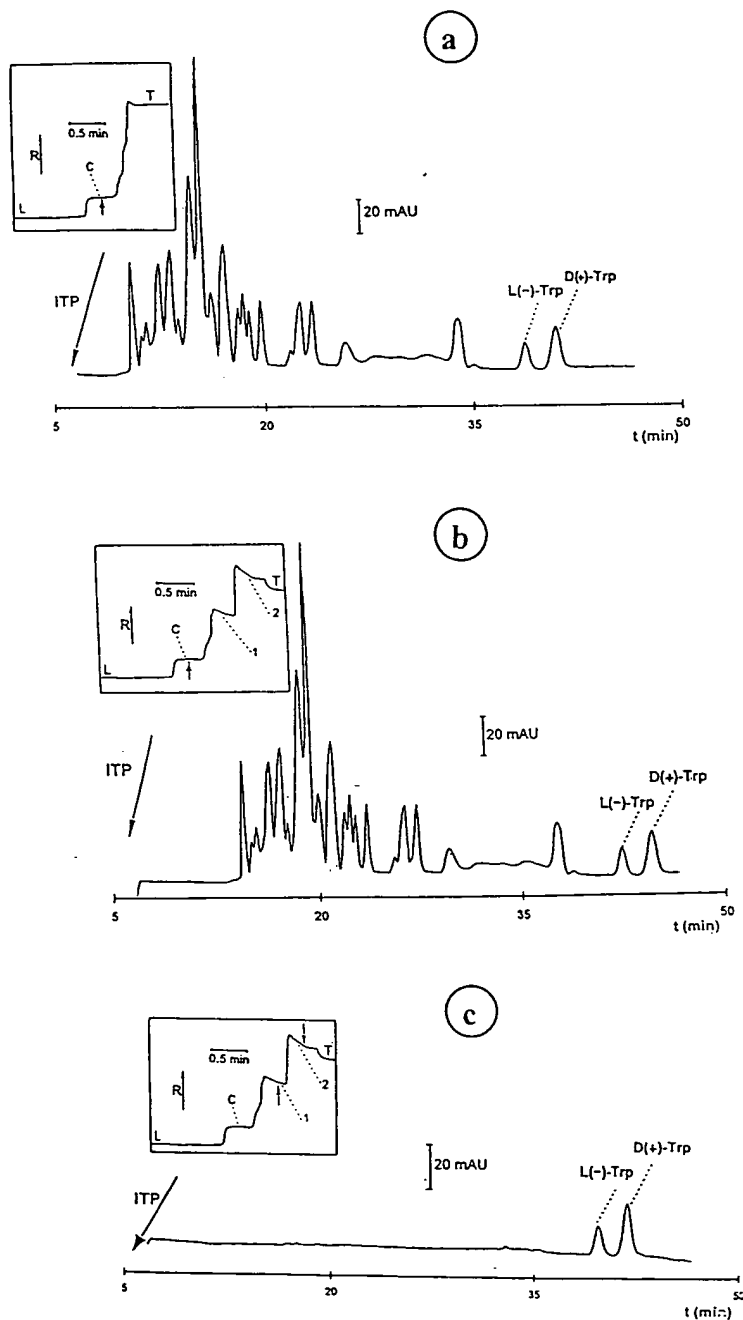 a
T
0.5 min
R
C
L
20 mAU
ITP
L(−)-Trp
D(+)-Trp
5
20
35
50
t (min)
b
0.5 min
T
R
C
2
L
1
20 mAU
ITP
L(−)-Trp
D(+)-Trp
5
20
35
50
t (min)
c
0.5 min
T
R
C
2
L
1
20 mAU
ITP
L(−)-Trp
D(+)-Trp
5
35
t (min)